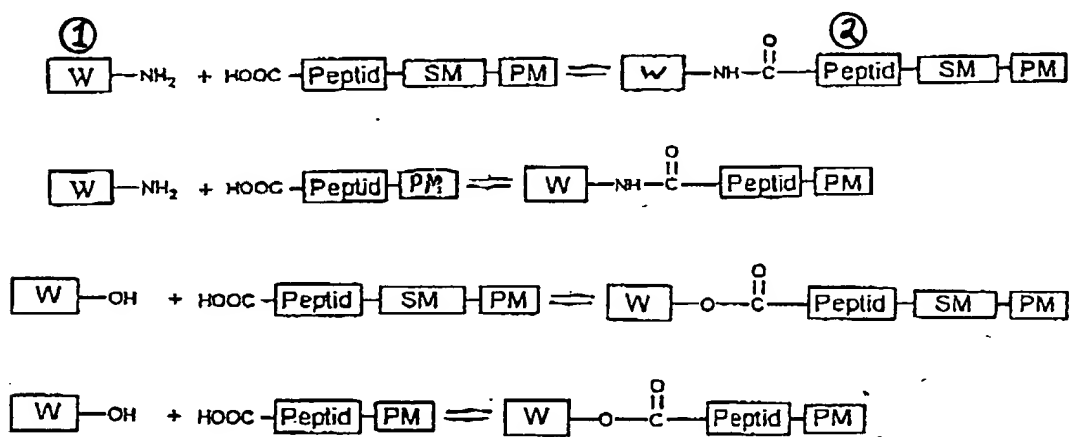 ① ②
W -NH₂ + HOOC- Peptid - SM - PM ⇌ W -NH-C(=O)- Peptid - SM - PM
W -NH₂ + HOOC- Peptid - PM ⇌ W -NH-C(=O)- Peptid - PM
W -OH + HOOC- Peptid - SM - PM ⇌ W -O-C(=O)- Peptid - SM - PM
W -OH + HOOC- Peptid - PM ⇌ W -O-C(=O)- Peptid - PM